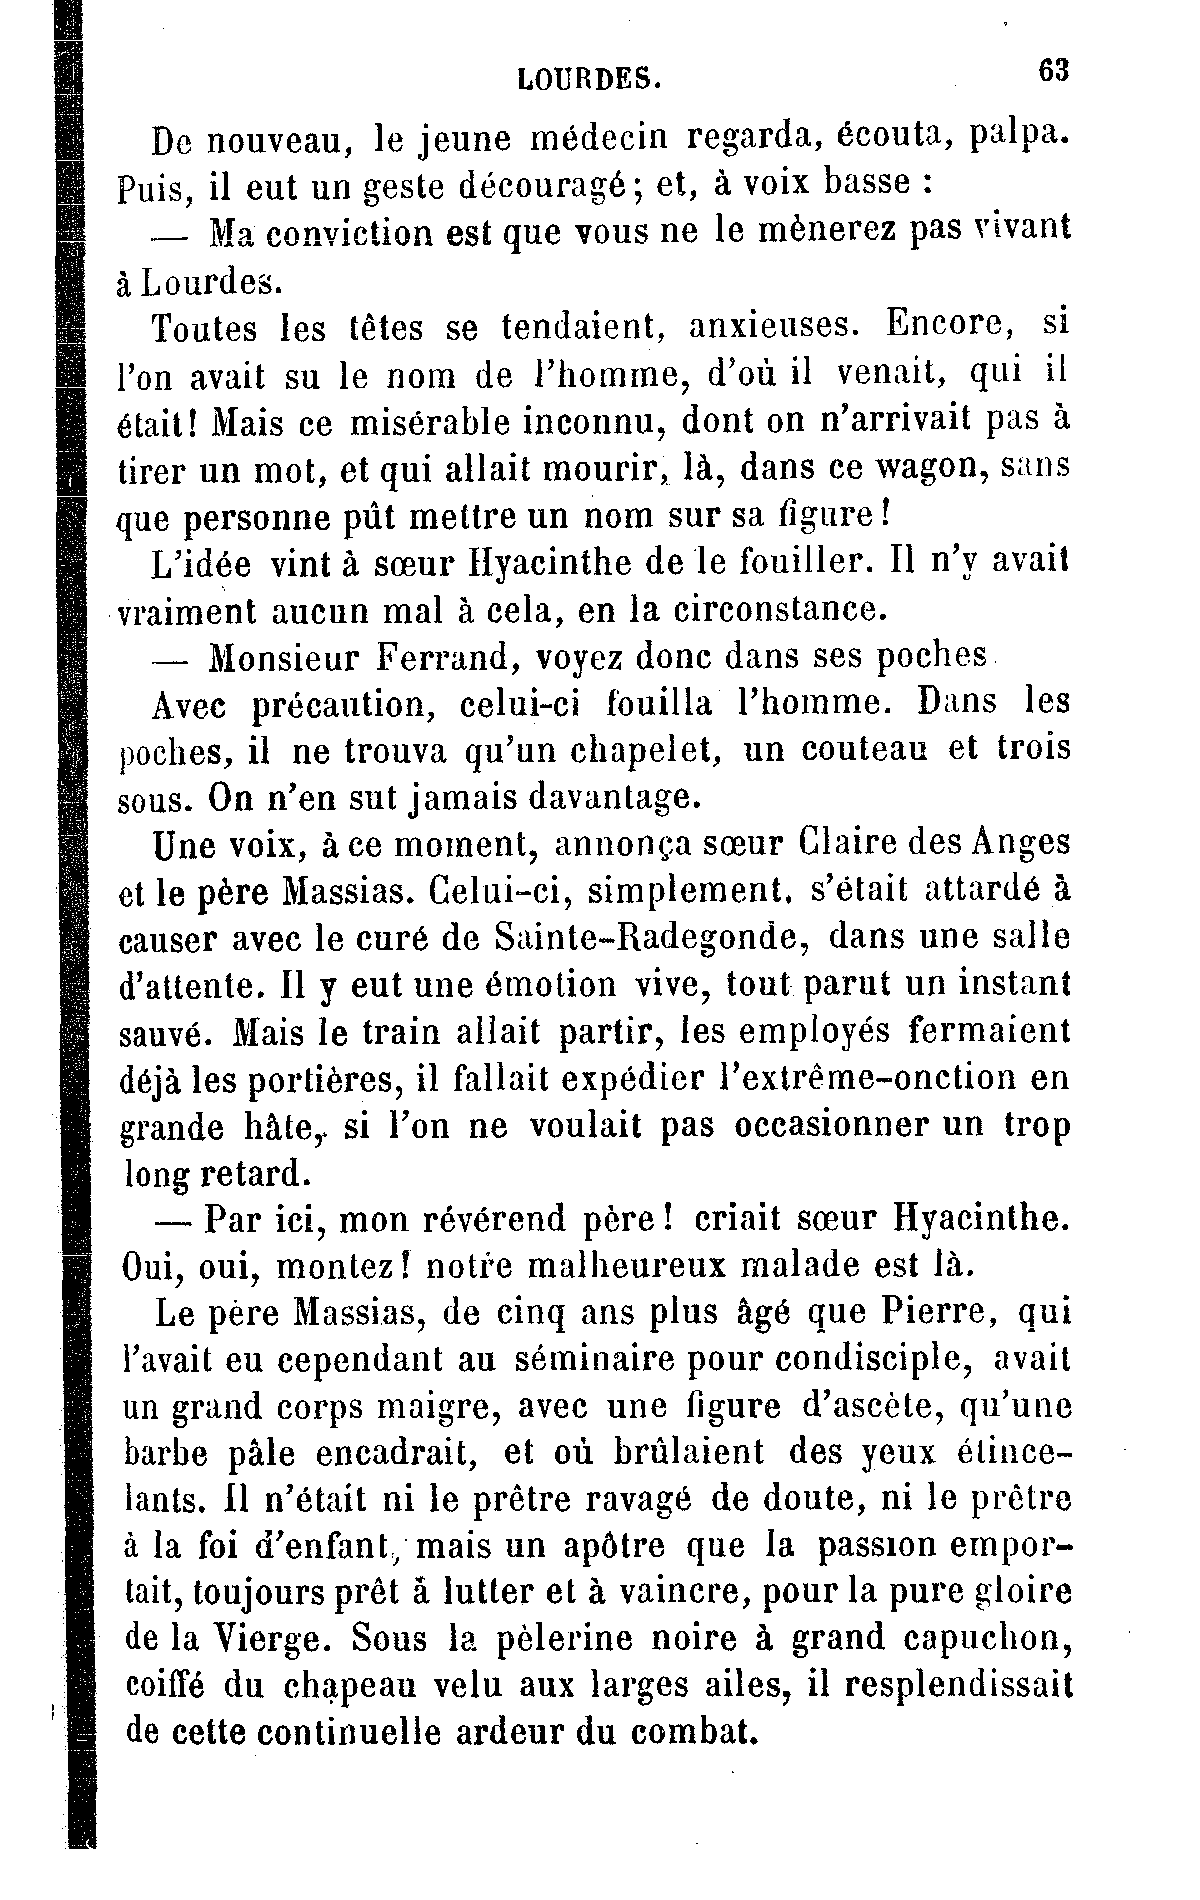 LOURDES. 63
De nouveau, le jeune médecin regarda, écouta, palpa.
Puis, il eut un geste découragé; et, à voix basse :
— Ma conviction est que vous ne le mènerez pas vivant
à Lourdes.
Toutes les têtes se tendaient, anxieuses. Encore, si
l'on avait su le nom de l'homme, d'où il venait, qui il
était! Mais ce misérable inconnu, dont on n'arrivait pas à
tirer un mot, et qui allait mourir, là, dans ce wagon, sans
que personne pût mettre un nom sur sa figure!
L'idée vint à sœur Hyacinthe de le fouiller. Il n'y avait
vraiment aucun mal à cela, en la circonstance.
— Monsieur Ferrand, voyez donc dans ses poches.
Avec précaution, celui-ci fouilla l'homme. Dans les
poches, il ne trouva qu'un chapelet, un couteau et trois
sous. On n'en sut jamais davantage.
Une voix, à ce moment, annonça sœur Claire des Anges
et le père Massias. Celui-ci, simplement, s'était attardé à
causer avec le curé de Sainte-Radegonde, dans une salle
d'attente. Il y eut une émotion vive, tout parut un instant
sauvé. Mais le train allait partir, les employés fermaient
déjà les portières, il fallait expédier l'extrême-onction en
grande hâte, si l'on ne voulait pas occasionner un trop
long retard.
— Par ici, mon révérend père! criait sœur Hyacinthe.
Oui, oui, montez! notre malheureux malade est là.
Le père Massias, de cinq ans plus âgé que Pierre, qui
l'avait eu cependant au séminaire pour condisciple, avait
un grand corps maigre, avec une figure d'ascète, qu'une
barbe pâle encadrait, et où brûlaient des yeux étince-
lants. Il n'était ni le prêtre ravagé de doute, ni le prêtre
à la foi d'enfant, mais un apôtre que la passion empor-
tait, toujours prêt à lutter et à vaincre, pour la pure gloire
de la Vierge. Sous la pèlerine noire à grand capuchon,
coiffé du chapeau velu aux larges ailes, il resplendissait
de cette continuelle ardeur du combat.